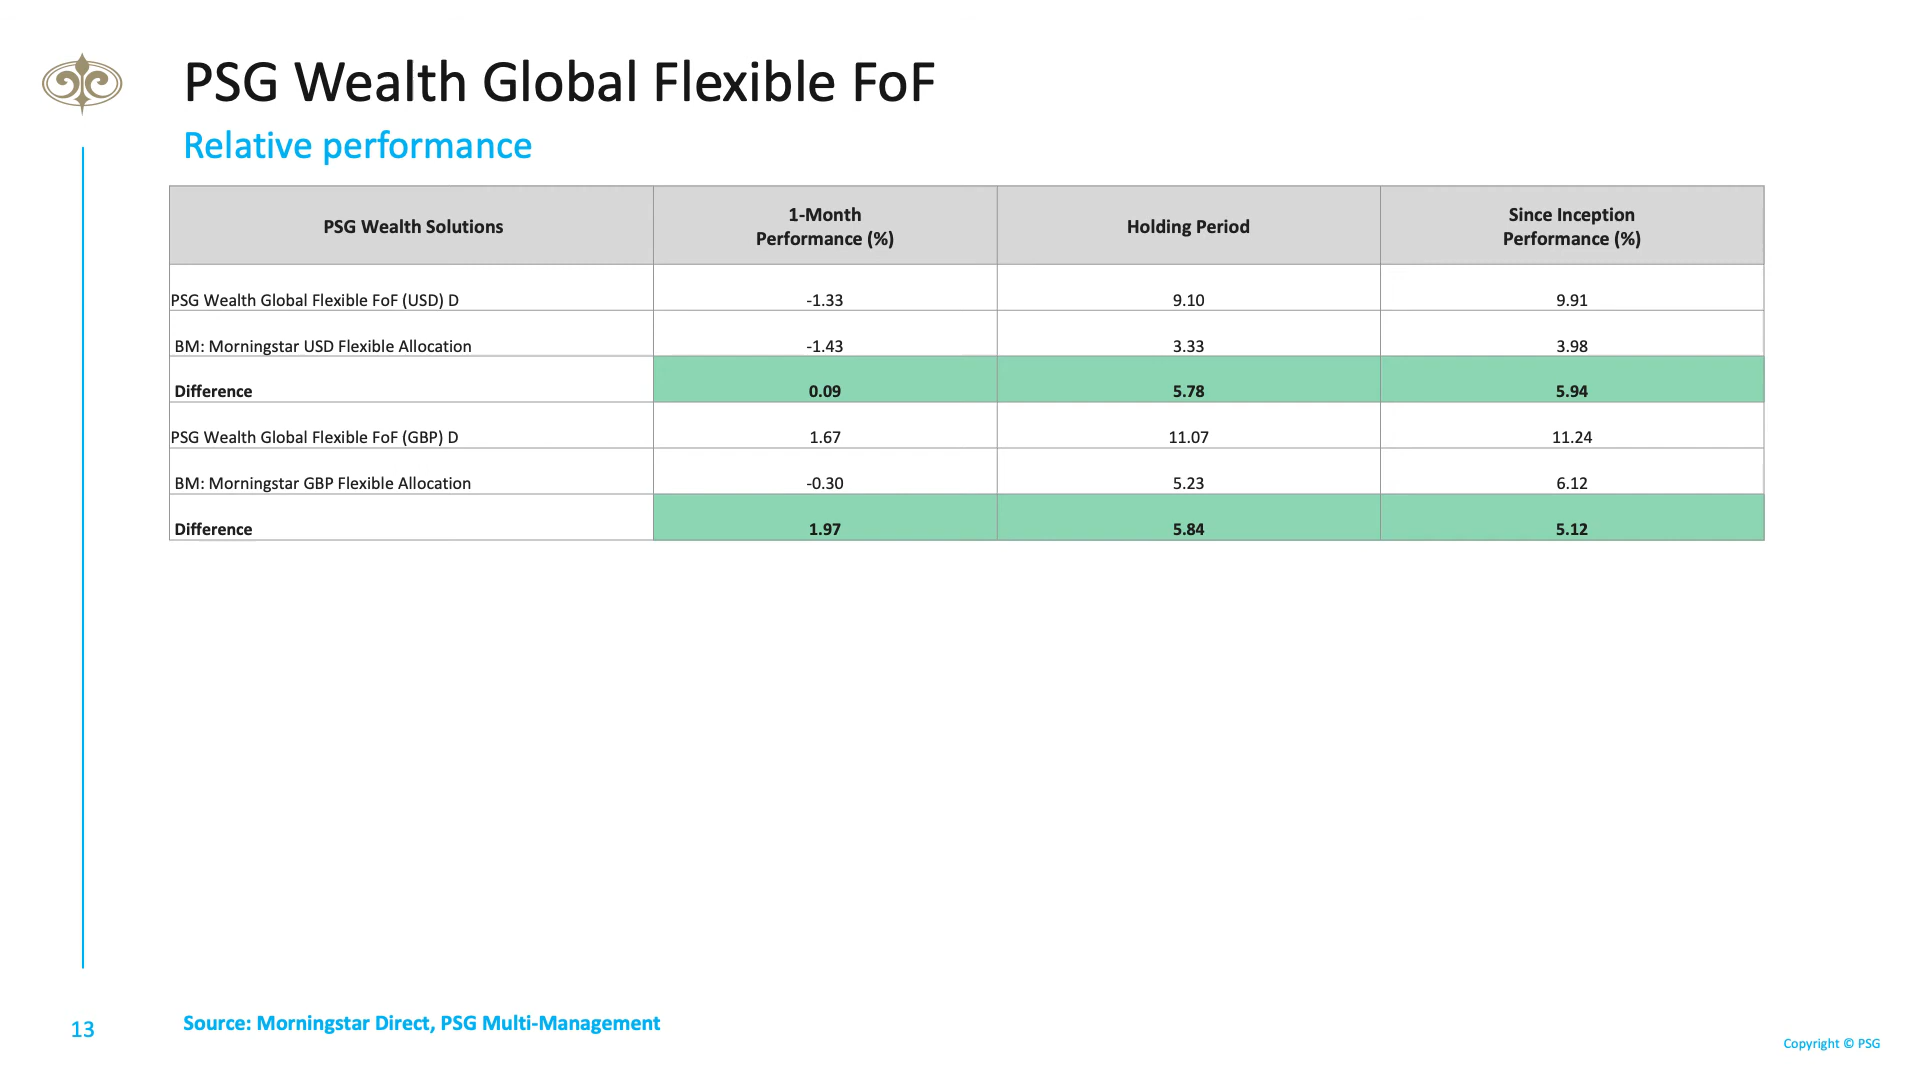 PSG Wealth Global Flexible FoF
Relative performance
PSG Wealth Solutions
1-Month
Performance (%)
Holding Period
Since Inception
Performance (%)
PSG Wealth Global Flexible FoF (USD) D -1.33 9.10 9.91
BM: Morningstar USD Flexible Allocation -1.43 3.33 3.98
Difference 0.09 5.78 5.94
PSG Wealth Global Flexible FoF (GBP) D 1.67 11.07 11.24
BM: Morningstar GBP Flexible Allocation -0.30 5.23 6.12
Difference 1.97 5.84 5.12
13
Source: Morningstar Direct, PSG Multi-Management
Copyright © PSG